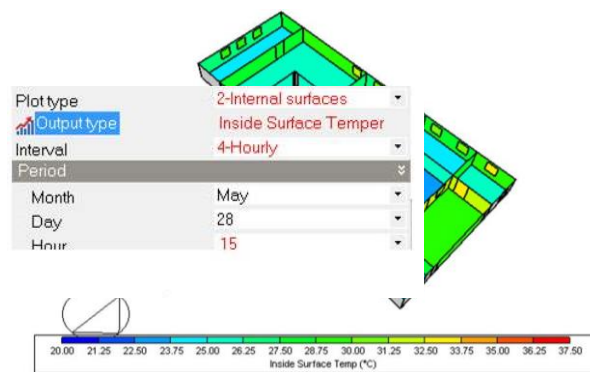 Plot type 2-Internal surfaces
Output type Inside Surface Temper
Interval 4-Hourly
Period
Month May
Day 28
Hour 15
20.00 21.25 22.50 23.75 25.00 26.25 27.50 28.75 30.00 31.25 32.50 33.75 35.00 36.25 37.50
Inside Surface Temp (°C)